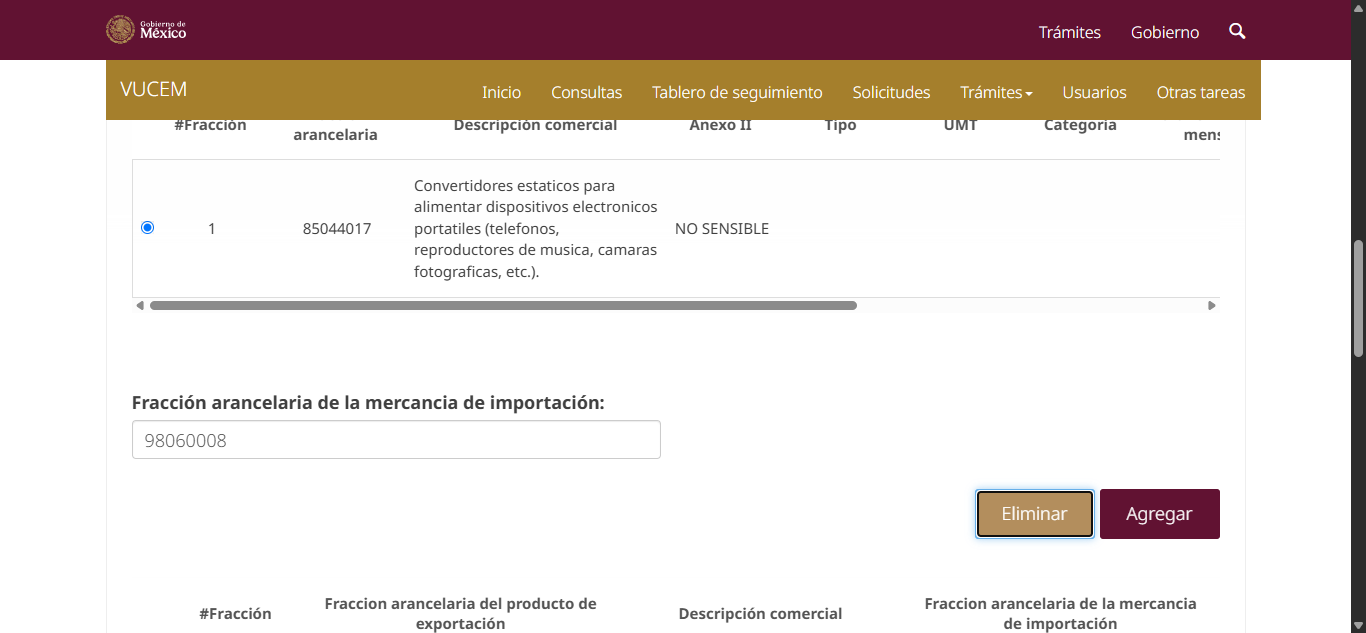 Gobierno de
México
Trámites
Gobierno
VUCEM
Inicio
Consultas
Tablero de seguimiento
Solicitudes
Trámites
Usuarios
Otras tareas
#Fracción
arancelaria
Descripción comercial
Anexo II
Tipo
UMT
Categoría
mens
1
85044017
Convertidores estaticos para
alimentar dispositivos electronicos
portatiles (telefonos,
reproductores de musica, camaras
fotograficas, etc.).
NO SENSIBLE
Fracción arancelaria de la mercancia de importación:
98060008
Eliminar
Agregar
#Fracción
Fraccion arancelaria del producto de
exportación
Descripción comercial
Fraccion arancelaria de la mercancia
de importación